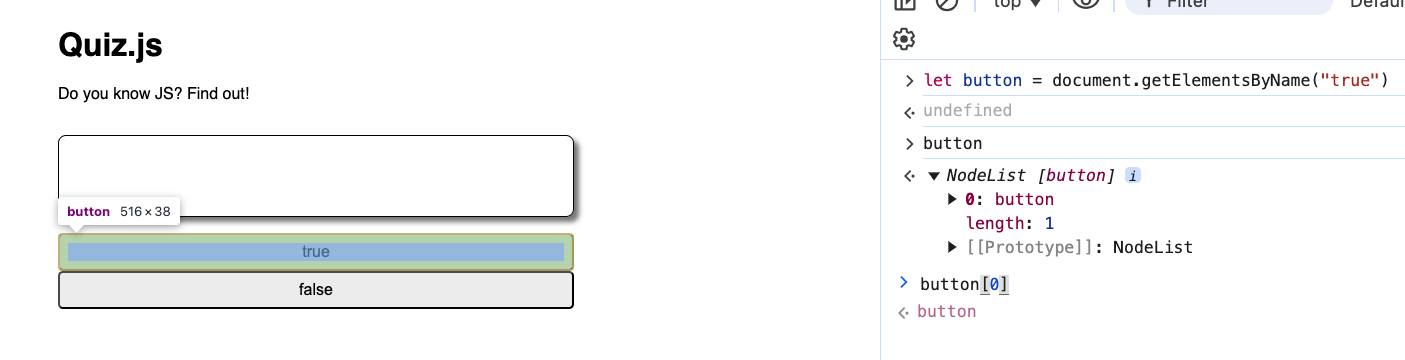 Quiz.js
Do you know JS? Find out!
button 516×38
true
false
top ▼ Filter Defau
let button = document.getElementsByName("true")
undefined
button
NodeList [button] i
0: button
length: 1
[[Prototype]]: NodeList
button[0]
button